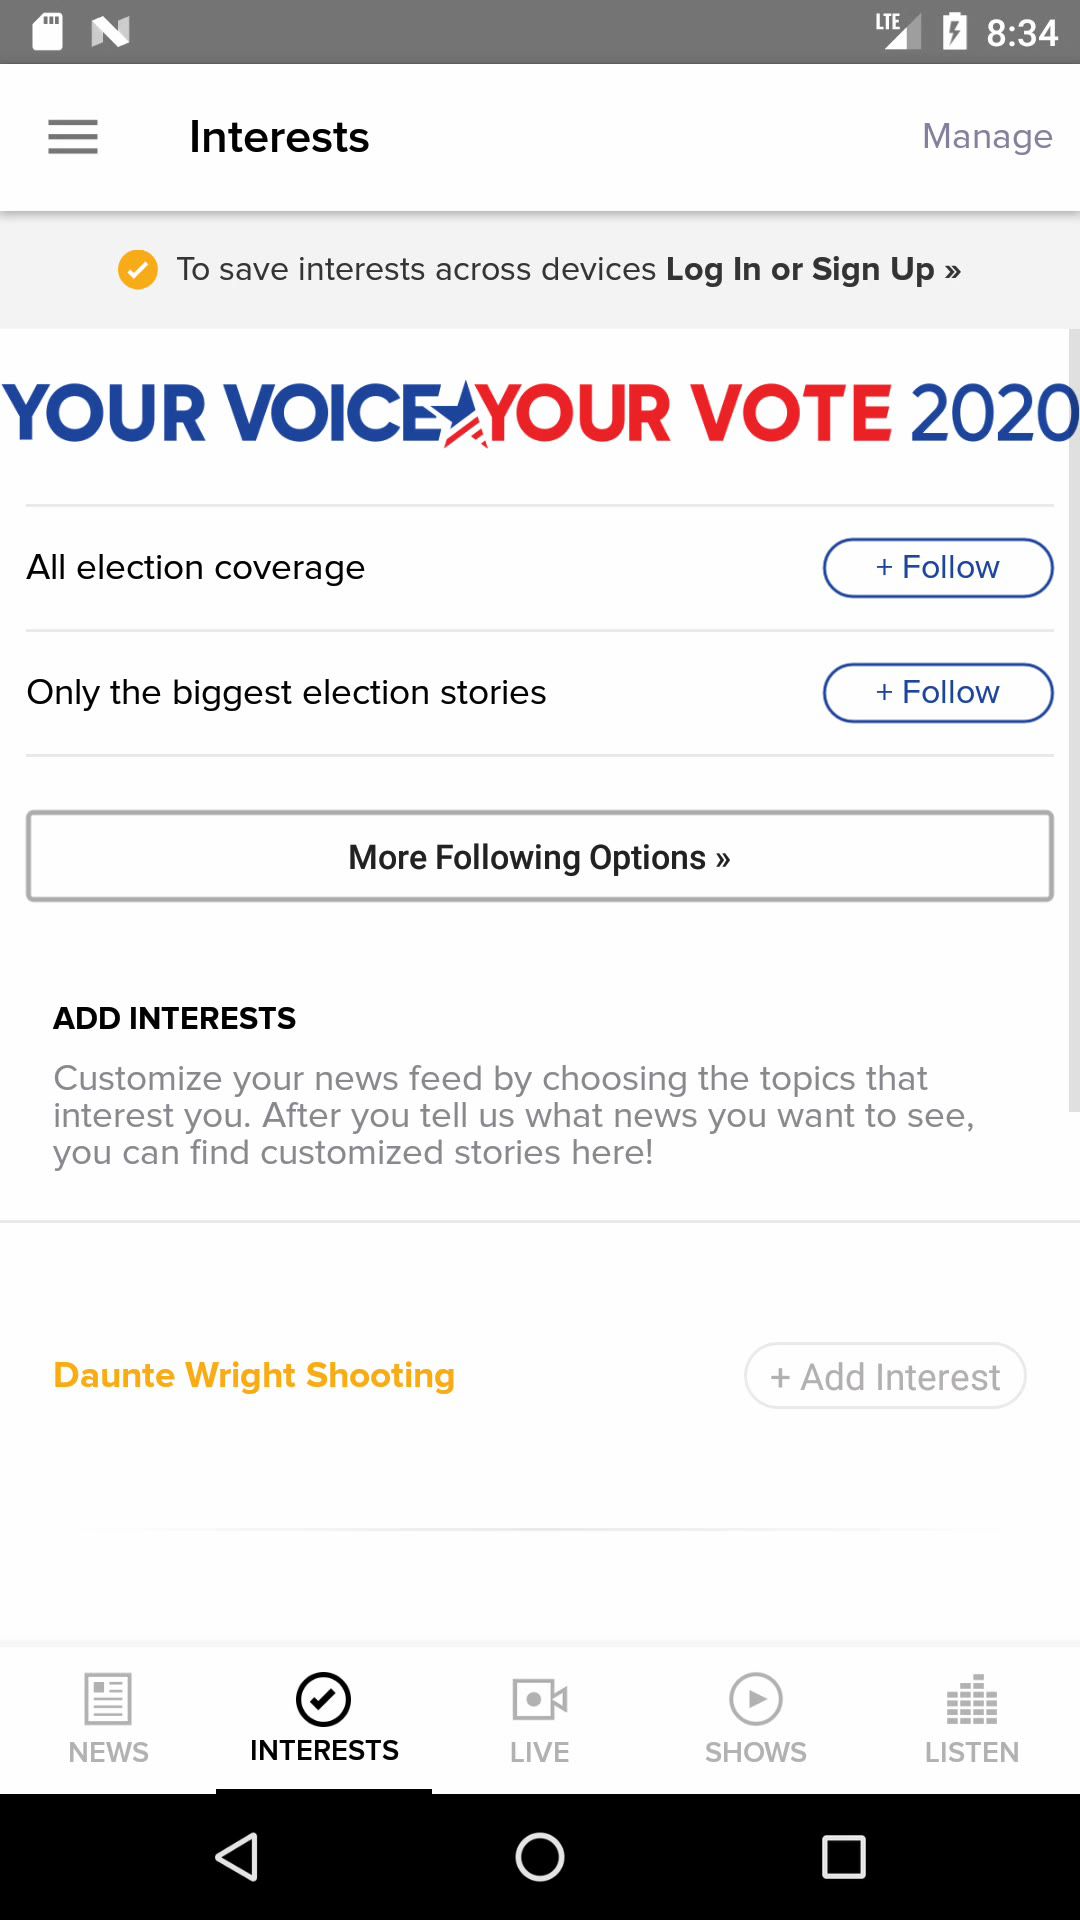 LTE 8:34
Interests Manage
To save interests across devices Log In or Sign Up »
YOUR VOICE YOUR VOTE 2020
All election coverage + Follow
Only the biggest election stories + Follow
More Following Options »
ADD INTERESTS
Customize your news feed by choosing the topics that
interest you. After you tell us what news you want to see,
you can find customized stories here!
Daunte Wright Shooting + Add Interest
NEWS INTERESTS LIVE SHOWS LISTEN